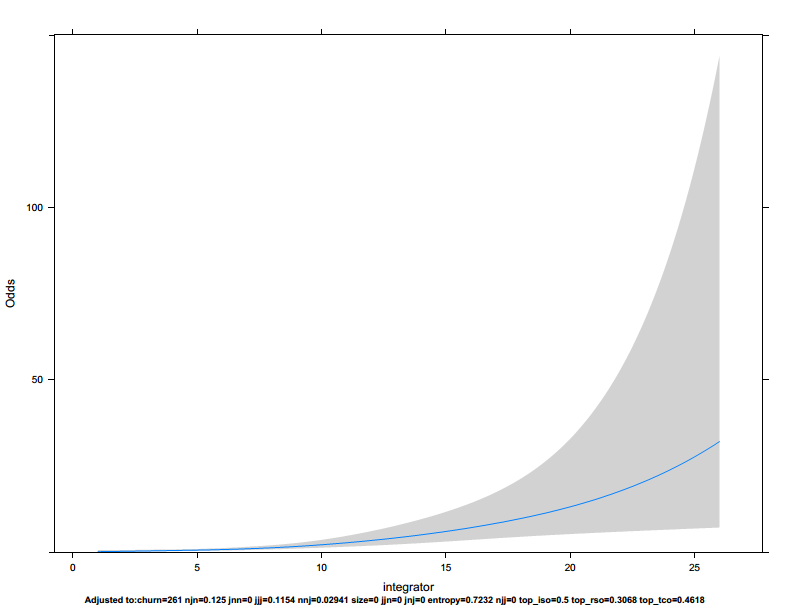 100
Odds
50
0
5
10
15
20
25
integrator
Adjusted to:churn=261 njn=0.125 jnn=0 jjj=0.1154 nnj=0.02941 size=0 jjn=0 jnj=0 entropy=0.7232 njj=0 top_iso=0.5 top_rso=0.3068 top_tco=0.4618